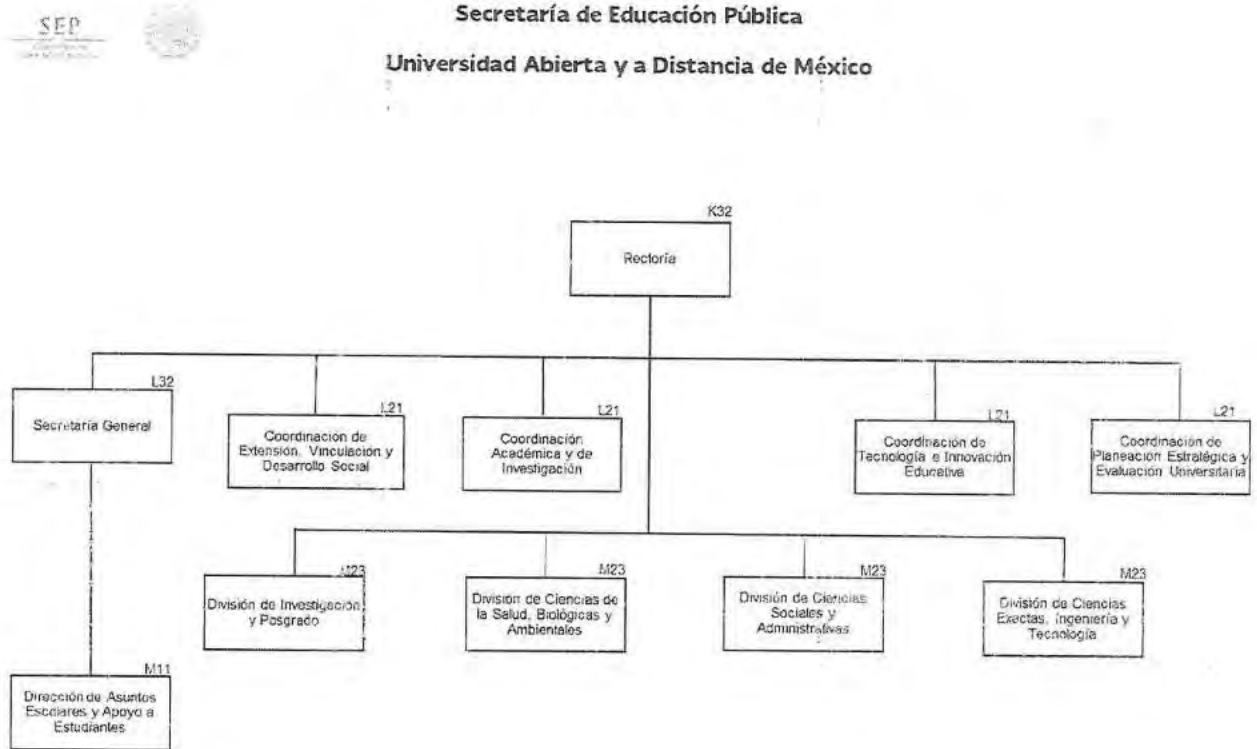 SEP
Secretaría de Educación Pública
Universidad Abierta y a Distancia de México
K32
Rectoría
L32
Secretaría General
L21
Coordinación de
Extensión, Vinculación y
Desarrollo Social
L21
Coordinación
Académica y de
Investigación
L21
Coordinación de
Tecnología e Innovación
Educativa
L21
Coordinación de
Planeación Estratégica y
Evaluación Universitaria
M23
División de Investigación
y Posgrado
M23
División de Ciencias de
la Salud, Biológicas y
Ambientales
M23
División de Ciencias
Sociales y
Administrativas
M23
División de Ciencias
Exactas, Ingeniería y
Tecnología
M11
Dirección de Asuntos
Escolares y Apoyo a
Estudiantes